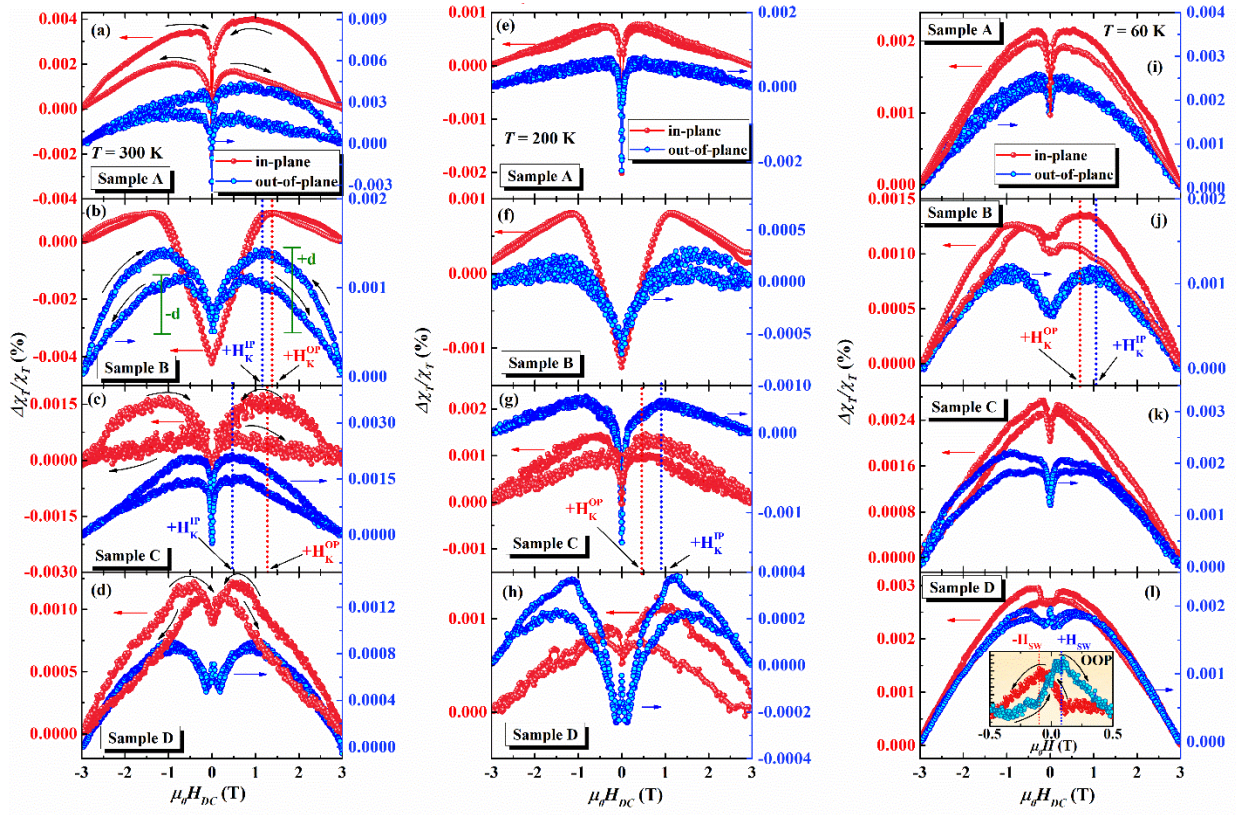 (a)
0.004
0.002
0.000
-0.002
-0.004
0.009
0.006
0.003
0.000
-0.003
T = 300 K
Sample A
in-plane
out-of-plane
(b)
0.000
-0.002
-0.004
0.002
0.001
0.000
+d
-d
+H_K^IP
+H_K^OP
Sample B
Δχ_T/χ_T (%)
(c)
0.0015
0.0000
-0.0015
-0.0030
0.0030
0.0015
0.0000
+H_K^IP
+H_K^OP
Sample C
(d)
0.0010
0.0005
0.0000
0.0012
0.0008
0.0004
0.0000
Sample D
-3 -2 -1 0 1 2 3
μ₀H_DC (T)
(e)
0.001
0.001
0.000
-0.001
0.002
0.000
-0.002
T = 200 K
in-plane
out-of-plane
Sample A
(f)
0.001
0.000
-0.001
0.0005
0.0000
-0.0005
-0.0010
Sample B
Δχ_T/χ_T (%)
(g)
0.002
0.001
0.001
0.000
-0.001
0.000
-0.001
+H_K^OP
+H_K^IP
Sample C
(h)
0.001
0.000
0.0004
0.0002
0.0000
-0.0002
Sample D
-3 -2 -1 0 1 2 3
μ₀H_DC (T)
Sample A
T = 60 K
(i)
0.002
0.001
0.000
0.004
0.003
0.002
0.001
0.000
in-plane
out-of-plane
Sample B
(j)
0.0015
0.0010
0.0005
0.0000
0.002
0.001
0.000
+H_K^OP
+H_K^IP
Δχ_T/χ_T (%)
Sample C
(k)
0.0024
0.0018
0.0012
0.0006
0.0000
0.003
0.002
0.001
0.000
Sample D
(l)
0.003
0.002
0.001
0.000
0.002
0.001
0.000
-H_SW
+H_SW
OOP
-0.5 0.0 0.5
μ₀H (T)
-3 -2 -1 0 1 2 3
μ₀H_DC (T)